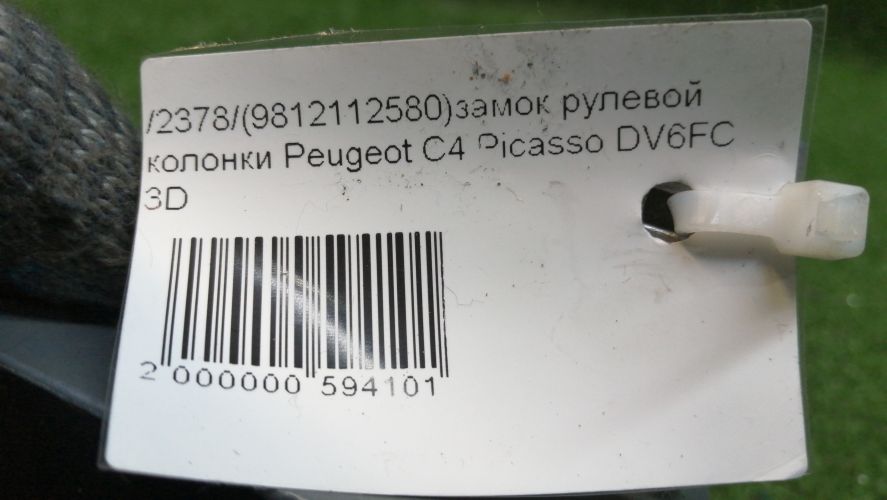 /2378/(9812112580)замок рулевой
колонки Peugeot C4 Picasso DV6FC
3D
2 000000 594101